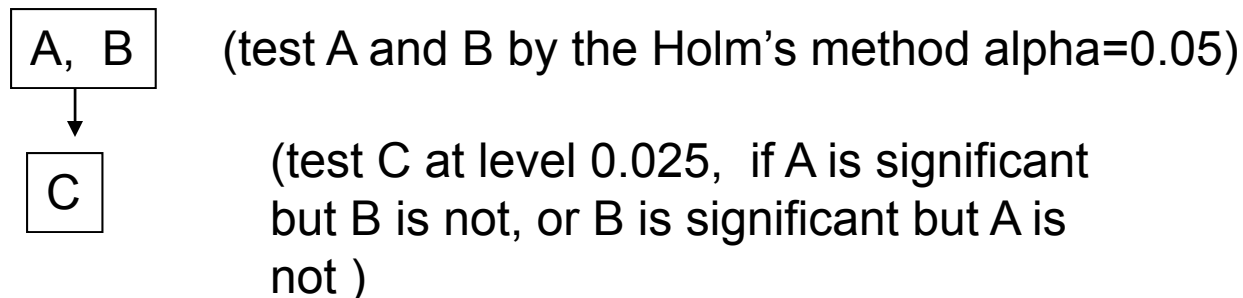 A, B (test A and B by the Holm's method alpha=0.05)
C (test C at level 0.025, if A is significant
but B is not, or B is significant but A is
not )